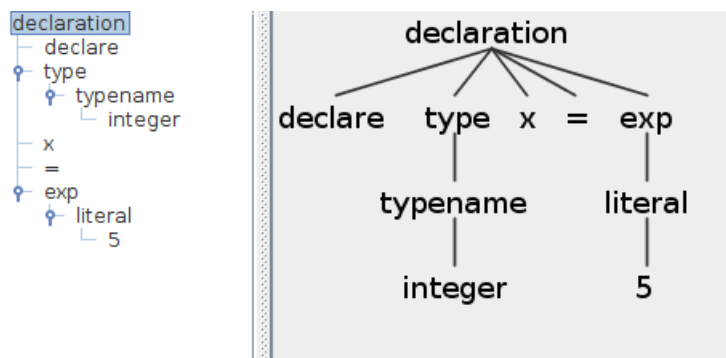 declaration
declare
type
typename
integer
x
=
exp
literal
5
declaration
declare type x = exp
typename literal
integer 5